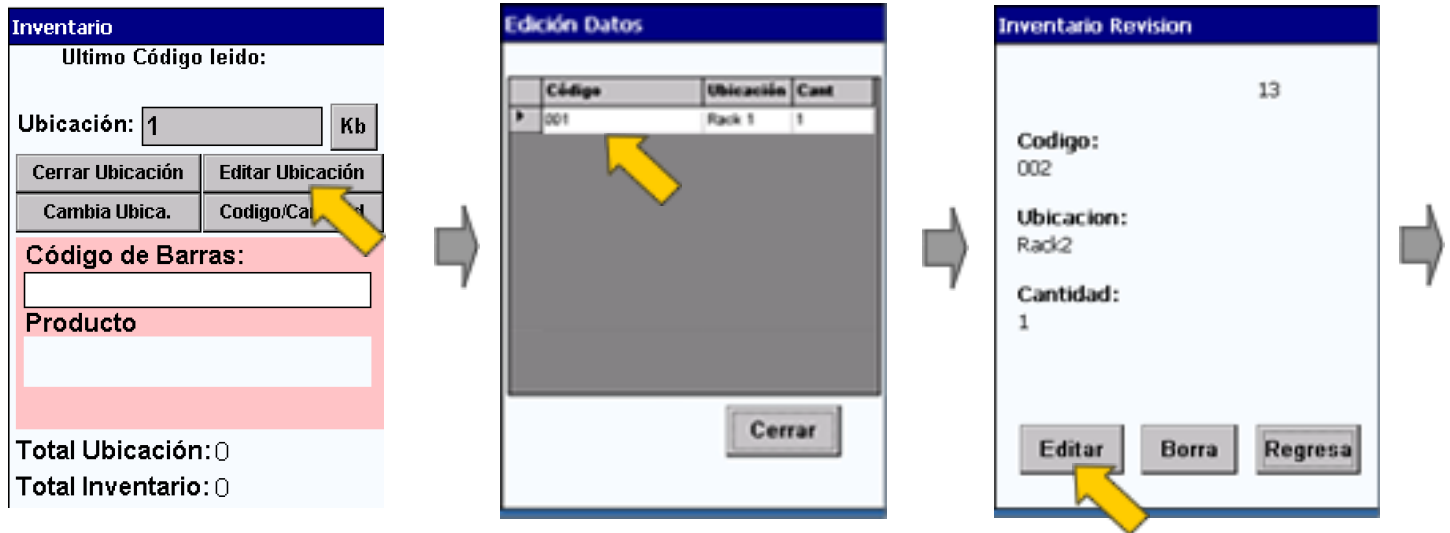 Inventario
Ultimo Código leido:
Ubicación: 1 Kb
Cerrar Ubicación Editar Ubicación
Cambia Ubica.
Código de Barras:
Producto
Total Ubicación: 0
Total Inventario: 0
Edición Datos
Código Ubicación Cant
001 Rack 1 1
Cerrar
Inventario Revision
13
Codigo:
002
Ubicacion:
Rack2
Cantidad:
1
Editar Borra Regresa